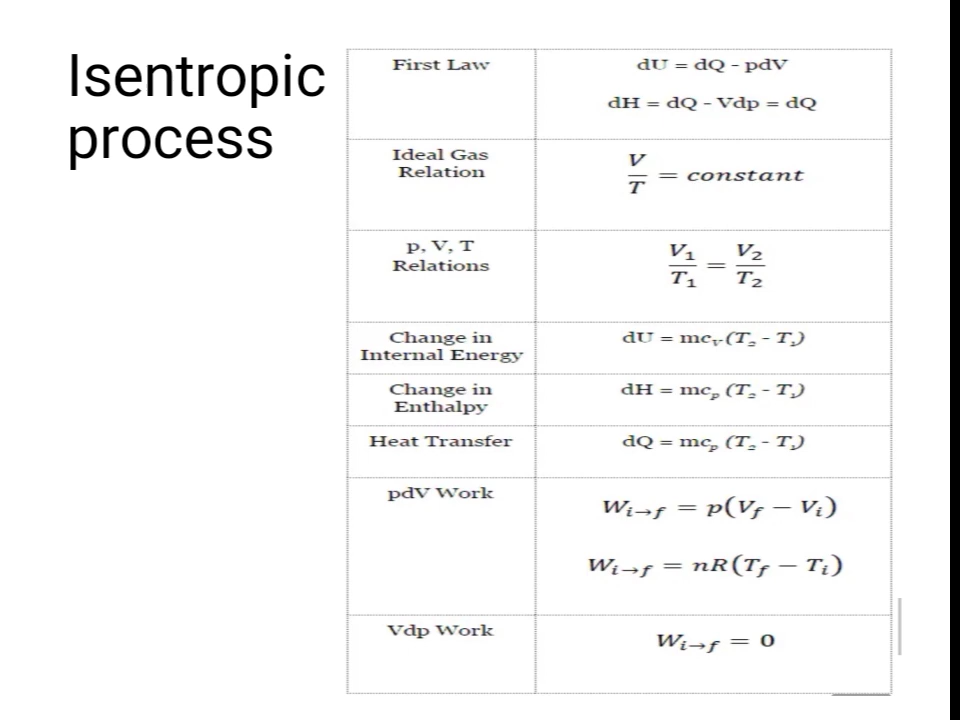 Isentropic
process
First Law
dU = dQ - pdV
dH = dQ - Vdp = dQ
Ideal Gas
Relation
V/T = constant
p, V, T
Relations
V₁/T₁ = V₂/T₂
Change in
Internal Energy
dU = mcᵥ (T₂ - T₁)
Change in
Enthalpy
dH = mcₚ (T₂ - T₁)
Heat Transfer
dQ = mcₚ (T₂ - T₁)
pdV Work
W_{i→f} = p(V_f − V_i)
W_{i→f} = nR(T_f − T_i)
Vdp Work
W_{i→f} = 0